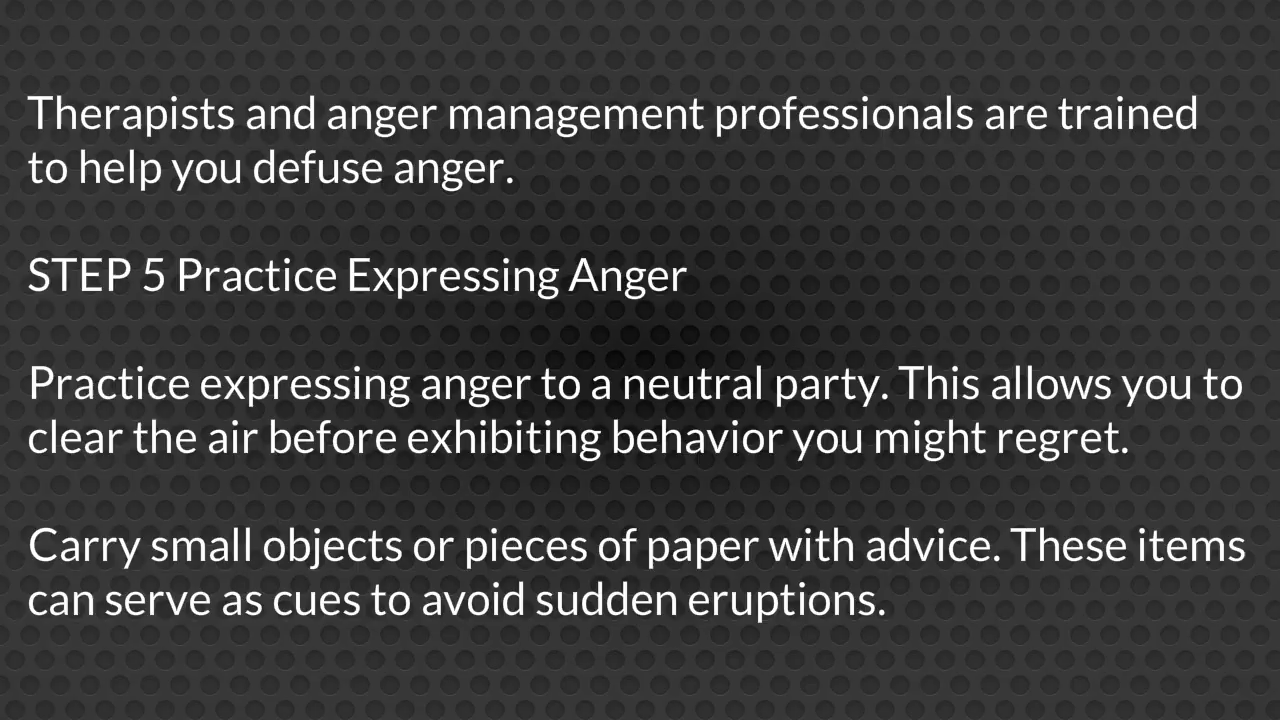 Therapists and anger management professionals are trained
to help you defuse anger.
STEP 5 Practice Expressing Anger
Practice expressing anger to a neutral party. This allows you to
clear the air before exhibiting behavior you might regret.
Carry small objects or pieces of paper with advice. These items
can serve as cues to avoid sudden eruptions.